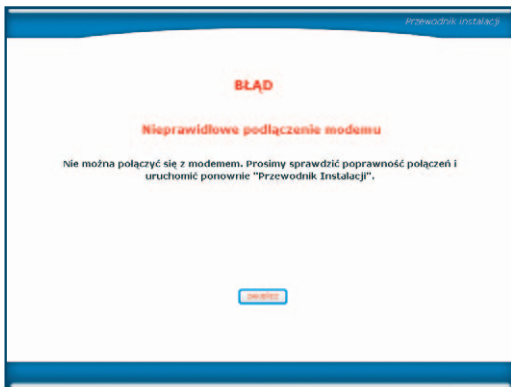 Przewodnik instalacji
BŁĄD
Nieprawidłowe podłączenie modemu
Nie można połączyć się z modemem. Prosimy sprawdzić poprawność połączeń i
uruchomić ponownie "Przewodnik Instalacji".